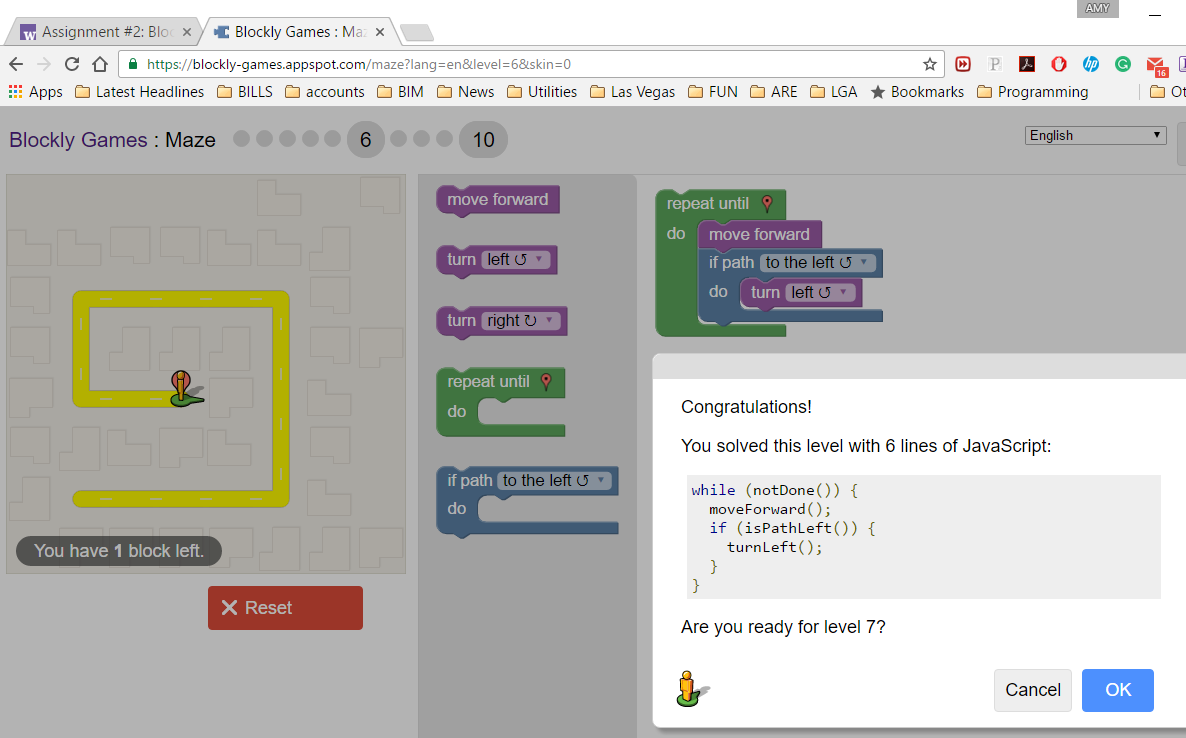 AMY
Assignment #2: Blo
Blockly Games : Maz
https://blockly-games.appspot.com/maze?lang=en&level=6&skin=0
16
Apps Latest Headlines BILLS accounts BIM News Utilities Las Vegas FUN ARE LGA Bookmarks Programming Ot
Blockly Games : Maze 6 10
English
move forward
turn left ↺
turn right ↻
repeat until
do
if path to the left ↺
do
repeat until
do move forward
if path to the left ↺
do turn left ↺
You have 1 block left.
Reset
Congratulations!
You solved this level with 6 lines of JavaScript:
while (notDone()) {
moveForward();
if (isPathLeft()) {
turnLeft();
}
}
Are you ready for level 7?
Cancel OK